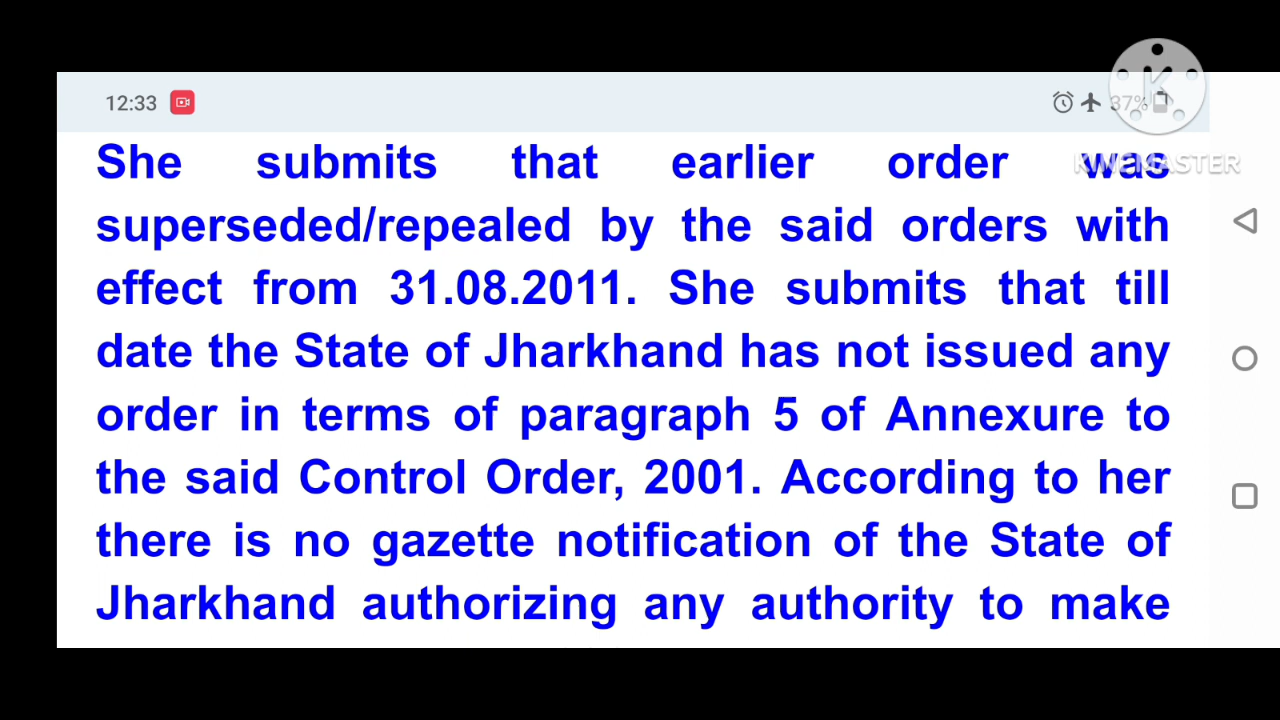 12:33
37%
K
KINEMASTER
She submits that earlier order was
superseded/repealed by the said orders with
effect from 31.08.2011. She submits that till
date the State of Jharkhand has not issued any
order in terms of paragraph 5 of Annexure to
the said Control Order, 2001. According to her
there is no gazette notification of the State of
Jharkhand authorizing any authority to make